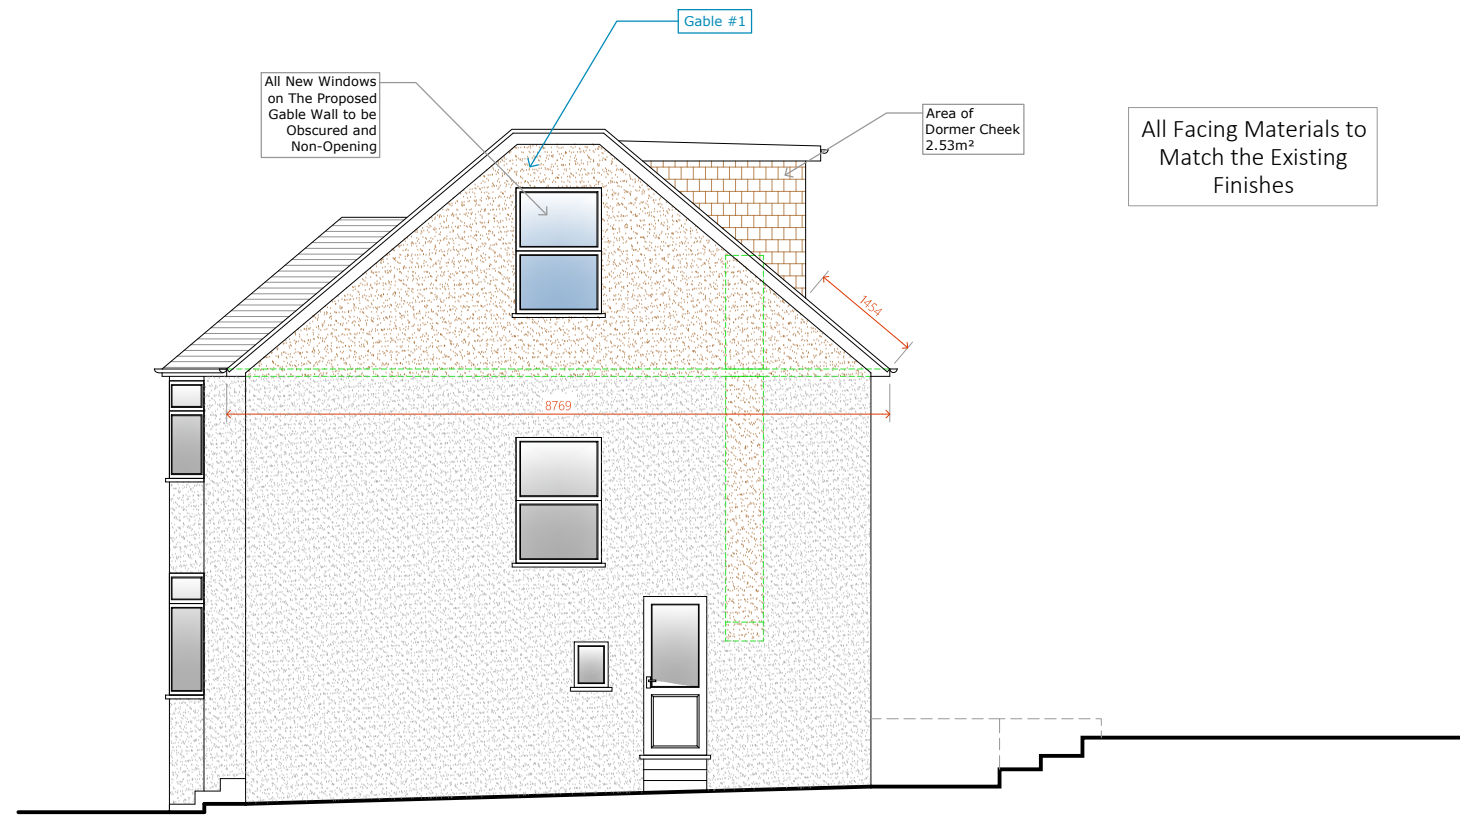 Gable #1
All New Windows
on The Proposed
Gable Wall to be
Obscured and
Non-Opening
Area of
Dormer Cheek
2.53m²
All Facing Materials to
Match the Existing
Finishes
1454
8769